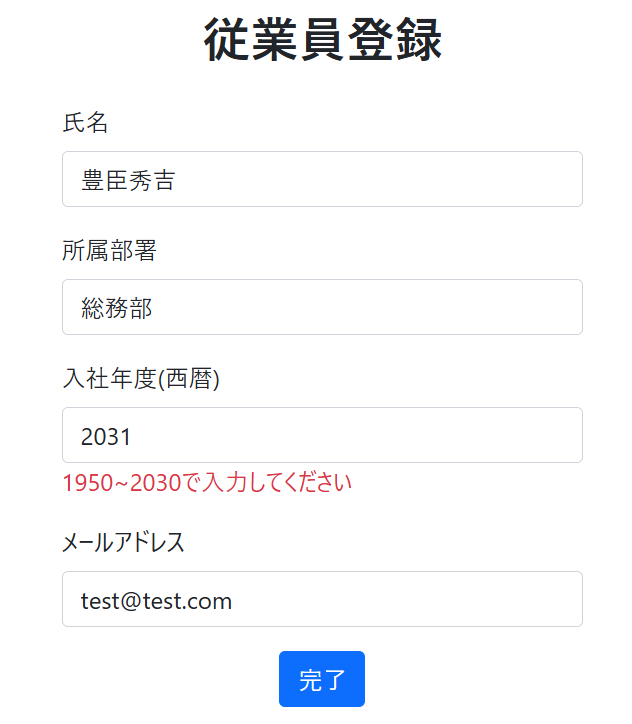 従業員登録
氏名
豊臣秀吉
所属部署
総務部
入社年度(西暦)
2031
1950~2030で入力してください
メールアドレス
test@test.com
完了